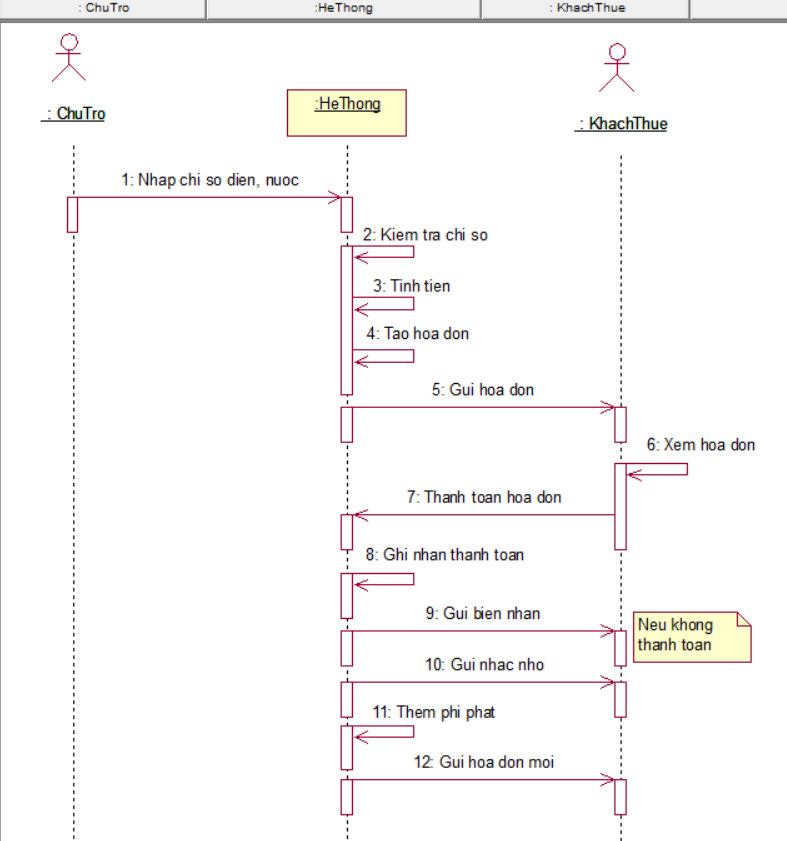 : ChuTro
:HeThong
: KhachThue
: ChuTro
:HeThong
: KhachThue
1: Nhap chi so dien, nuoc
2: Kiem tra chi so
3: Tinh tien
4: Tao hoa don
5: Gui hoa don
6: Xem hoa don
7: Thanh toan hoa don
8: Ghi nhan thanh toan
9: Gui bien nhan
Neu khong
thanh toan
10: Gui nhac nho
11: Them phi phat
12: Gui hoa don moi